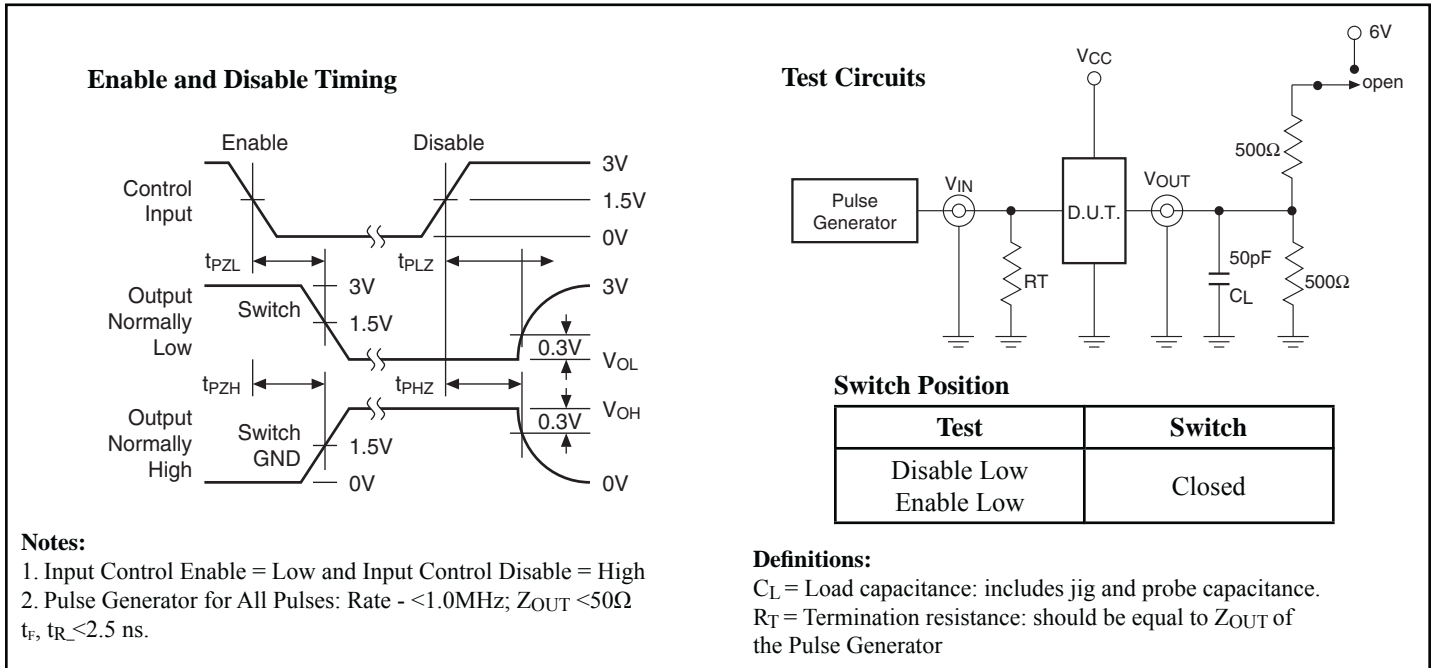 Enable and Disable Timing
Enable
Disable
Control
Input
3V
1.5V
0V
tPZL
tPLZ
Output
Normally
Low
Switch
3V
1.5V
3V
0.3V
VOL
tPZH
tPHZ
Output
Normally
High
Switch
GND
1.5V
0V
VOH
0.3V
0V
Notes:
1. Input Control Enable = Low and Input Control Disable = High
2. Pulse Generator for All Pulses: Rate - <1.0MHz; ZOUT <50Ω
tF, tR_<2.5 ns.
Test Circuits
6V
open
VCC
500Ω
Pulse
Generator
VIN
D.U.T.
VOUT
RT
50pF
CL
500Ω
Switch Position
Test Switch
Disable Low
Enable Low
Closed
Definitions:
CL = Load capacitance: includes jig and probe capacitance.
RT = Termination resistance: should be equal to ZOUT of
the Pulse Generator